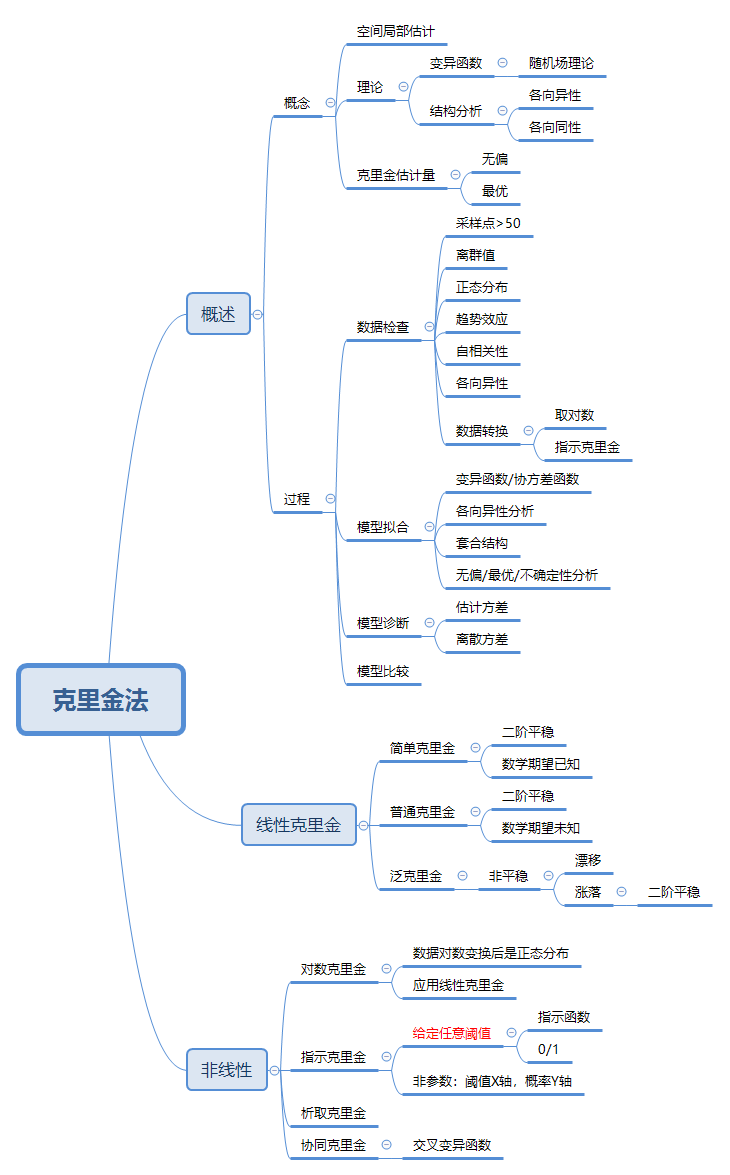 克里金法
概述
概念
空间局部估计
理论
变异函数
随机场理论
结构分析
各向异性
各向同性
克里金估计量
无偏
最优
过程
数据检查
采样点>50
离群值
正态分布
趋势效应
自相关性
各向异性
数据转换
取对数
指示克里金
模型拟合
变异函数/协方差函数
各向异性分析
套合结构
无偏/最优/不确定性分析
模型诊断
估计方差
离散方差
模型比较
线性克里金
简单克里金
二阶平稳
数学期望已知
普通克里金
二阶平稳
数学期望未知
泛克里金
非平稳
漂移
涨落
二阶平稳
非线性
对数克里金
数据对数变换后是正态分布
应用线性克里金
指示克里金
给定任意阈值
指示函数
0/1
非参数：阈值X轴，概率Y轴
析取克里金
协同克里金
交叉变异函数